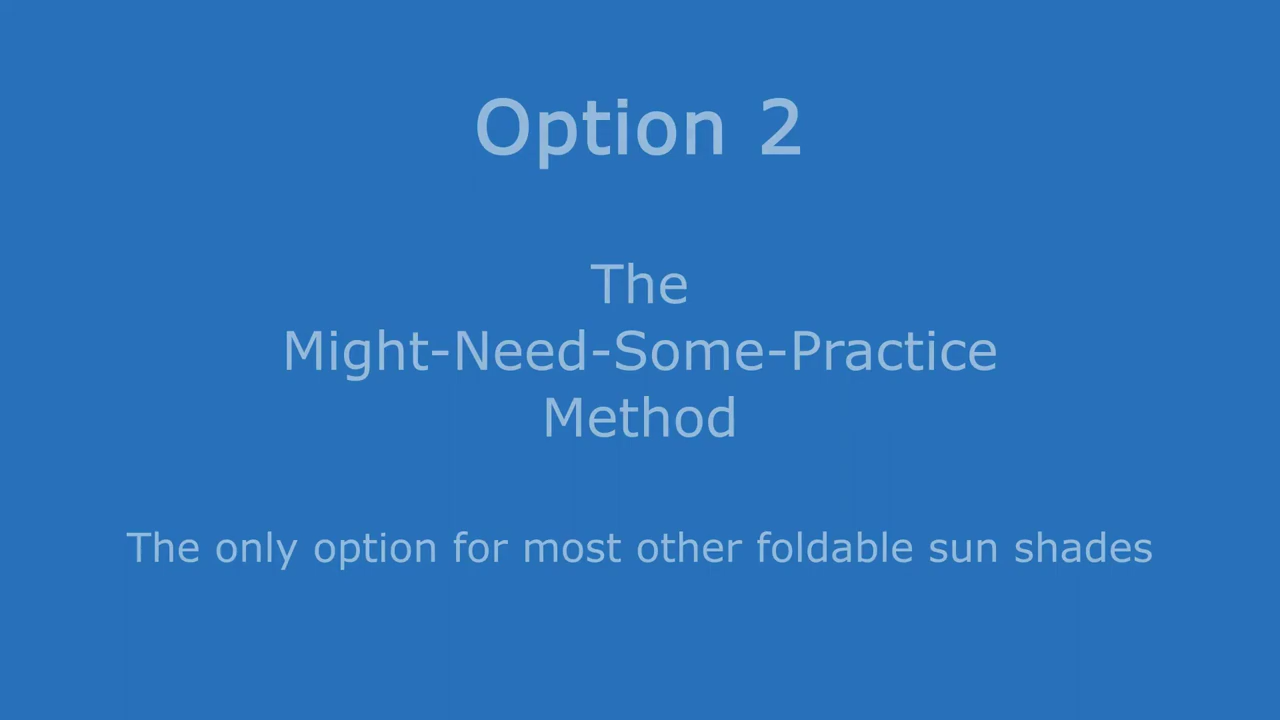 Option 2
The
Might-Need-Some-Practice
Method
The only option for most other foldable sun shades